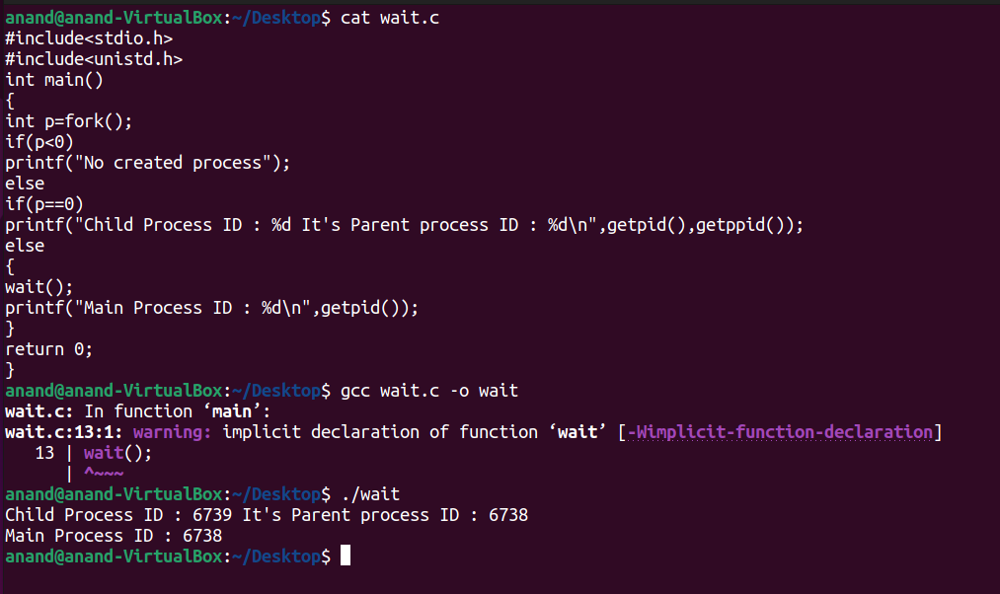 anand@anand-VirtualBox:~/Desktop$ cat wait.c
#include<stdio.h>
#include<unistd.h>
int main()
{
int p=fork();
if(p<0)
printf("No created process");
else
if(p==0)
printf("Child Process ID : %d It's Parent process ID : %d\n",getpid(),getppid());
else
{
wait();
printf("Main Process ID : %d\n",getpid());
}
return 0;
}
anand@anand-VirtualBox:~/Desktop$ gcc wait.c -o wait
wait.c: In function ‘main’:
wait.c:13:1: warning: implicit declaration of function ‘wait’ [-Wimplicit-function-declaration]
   13 | wait();
      | ^~~~
anand@anand-VirtualBox:~/Desktop$ ./wait
Child Process ID : 6739 It's Parent process ID : 6738
Main Process ID : 6738
anand@anand-VirtualBox:~/Desktop$